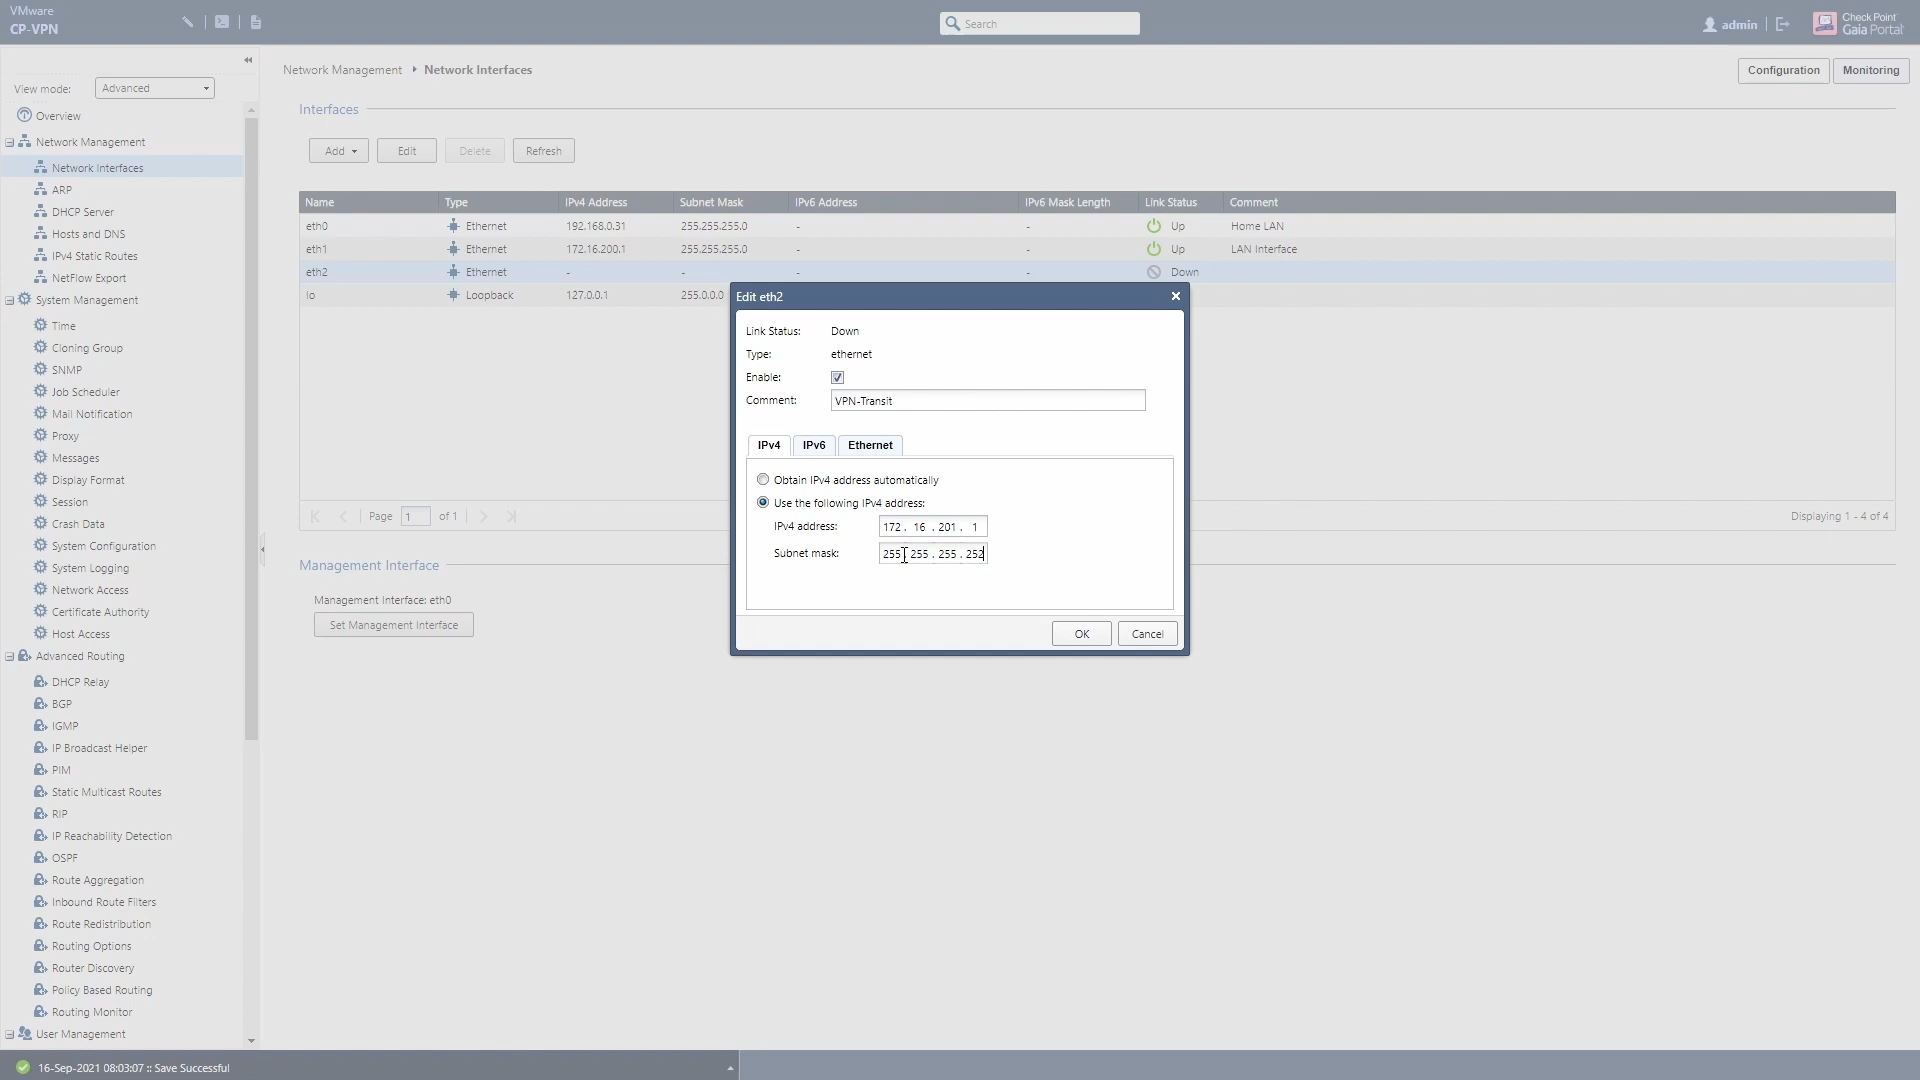 VMware
CP-VPN
Search
admin
Check Point
Gaia Portal
View mode: Advanced
Overview
Network Management
Network Interfaces
ARP
DHCP Server
Hosts and DNS
IPv4 Static Routes
NetFlow Export
System Management
Time
Cloning Group
SNMP
Job Scheduler
Mail Notification
Proxy
Messages
Display Format
Session
Crash Data
System Configuration
System Logging
Network Access
Certificate Authority
Host Access
Advanced Routing
DHCP Relay
BGP
IGMP
IP Broadcast Helper
PIM
Static Multicast Routes
RIP
IP Reachability Detection
OSPF
Route Aggregation
Inbound Route Filters
Route Redistribution
Routing Options
Router Discovery
Policy Based Routing
Routing Monitor
User Management
Network Management Network Interfaces
Configuration Monitoring
Interfaces
Add Edit Delete Refresh
Name Type IPv4 Address Subnet Mask IPv6 Address IPv6 Mask Length Link Status Comment
eth0 Ethernet 192.168.0.31 255.255.255.0 - - Up Home LAN
eth1 Ethernet 172.16.200.1 255.255.255.0 - - Up LAN Interface
eth2 Ethernet - - - - Down
lo Loopback 127.0.0.1 255.0.0.0
Page 1 of 1
Displaying 1 - 4 of 4
Management Interface
Management Interface: eth0
Set Management Interface
Edit eth2
Link Status: Down
Type: ethernet
Enable:
Comment: VPN-Transit
IPv4 IPv6 Ethernet
Obtain IPv4 address automatically
Use the following IPv4 address:
IPv4 address: 172 . 16 . 201 . 1
Subnet mask: 255 . 255 . 255 . 252
OK Cancel
16-Sep-2021 08:03:07 :: Save Successful